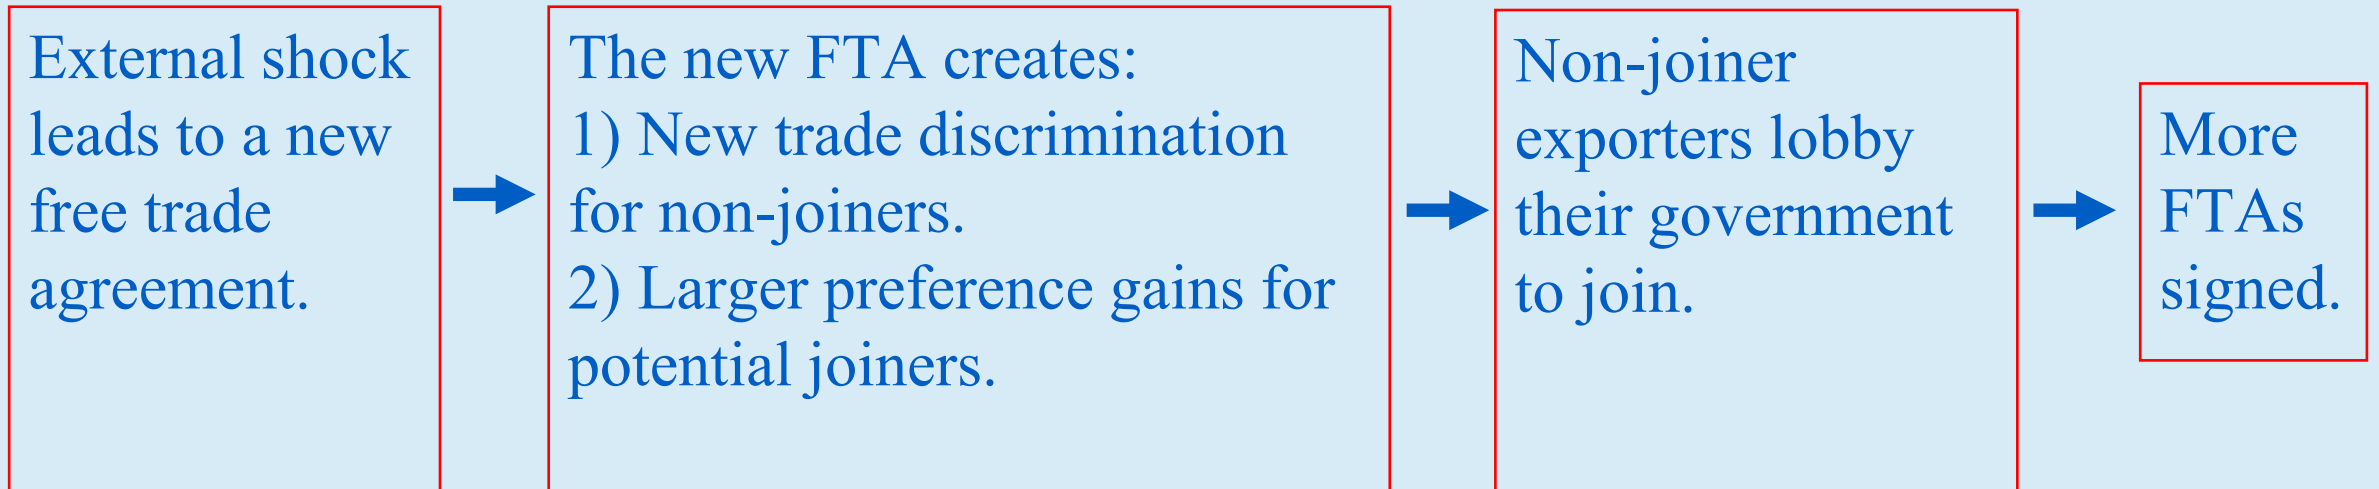 External shock
leads to a new
free trade
agreement.
The new FTA creates:
1) New trade discrimination
for non-joiners.
2) Larger preference gains for
potential joiners.
Non-joiner
exporters lobby
their government
to join.
More
FTAs
signed.